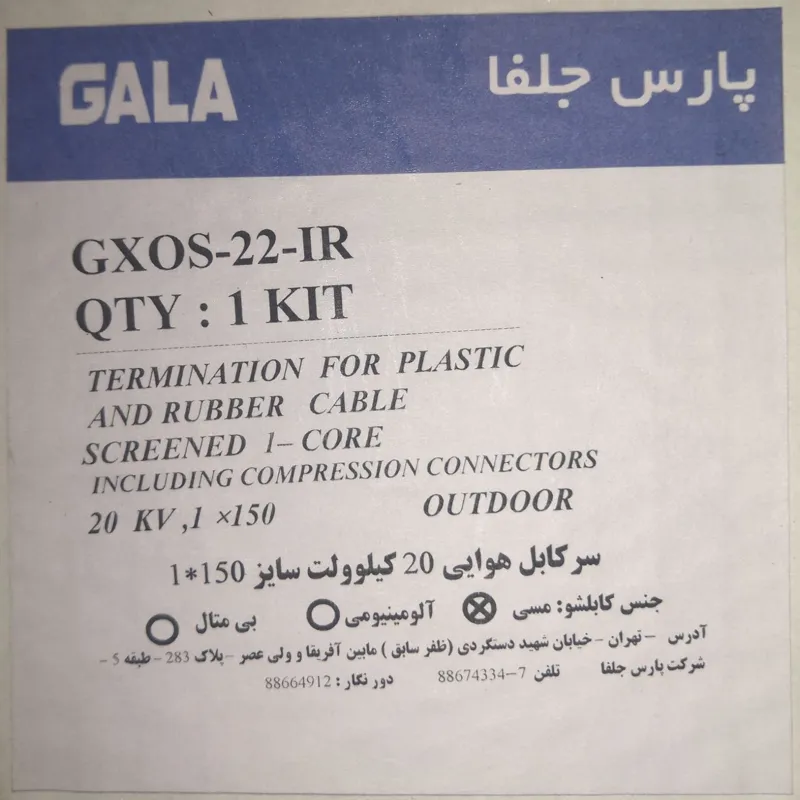 GALA پارس جلفا
GXOS-22-IR
QTY : 1 KIT
TERMINATION FOR PLASTIC
AND RUBBER CABLE
SCREENED 1– CORE
INCLUDING COMPRESSION CONNECTORS
20 KV ,1 ×150 OUTDOOR
سر کابل هوایی 20 کیلوولت سایز 150*1
جنس کابلشو: مسی آلومینیومی بی متال
آدرس –تهران – خیابان شهید دستگردی (ظفر سابق ) مابین آفریقا و ولی عصر –پلاک 283 – طبقه 5 –
شرکت پارس جلفا تلفن 7–88674334 دور نگار : 88664912